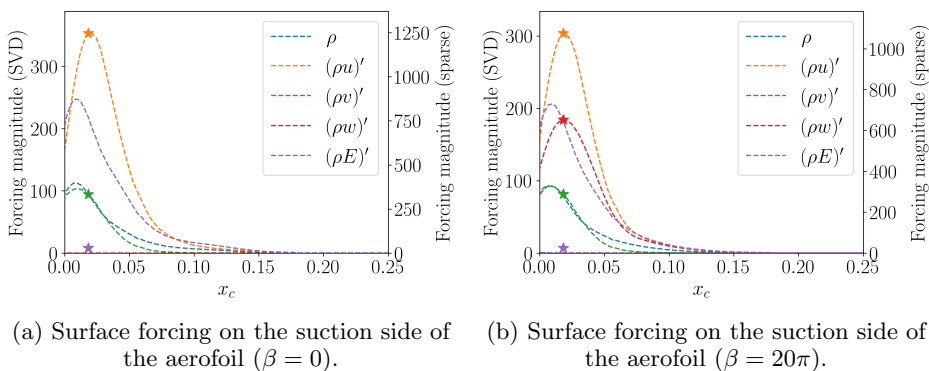 Forcing magnitude (SVD)
300
200
100
0
ρ
(ρu)′
(ρv)′
(ρw)′
(ρE)′
1250
1000
750
500
250
0
Forcing magnitude (sparse)
0.00 0.05 0.10 0.15 0.20 0.25
x_c
(a) Surface forcing on the suction side of
the aerofoil (β = 0).
Forcing magnitude (SVD)
300
200
100
0
ρ
(ρu)′
(ρv)′
(ρw)′
(ρE)′
1000
800
600
400
200
0
Forcing magnitude (sparse)
0.00 0.05 0.10 0.15 0.20 0.25
x_c
(b) Surface forcing on the suction side of
the aerofoil (β = 20π).